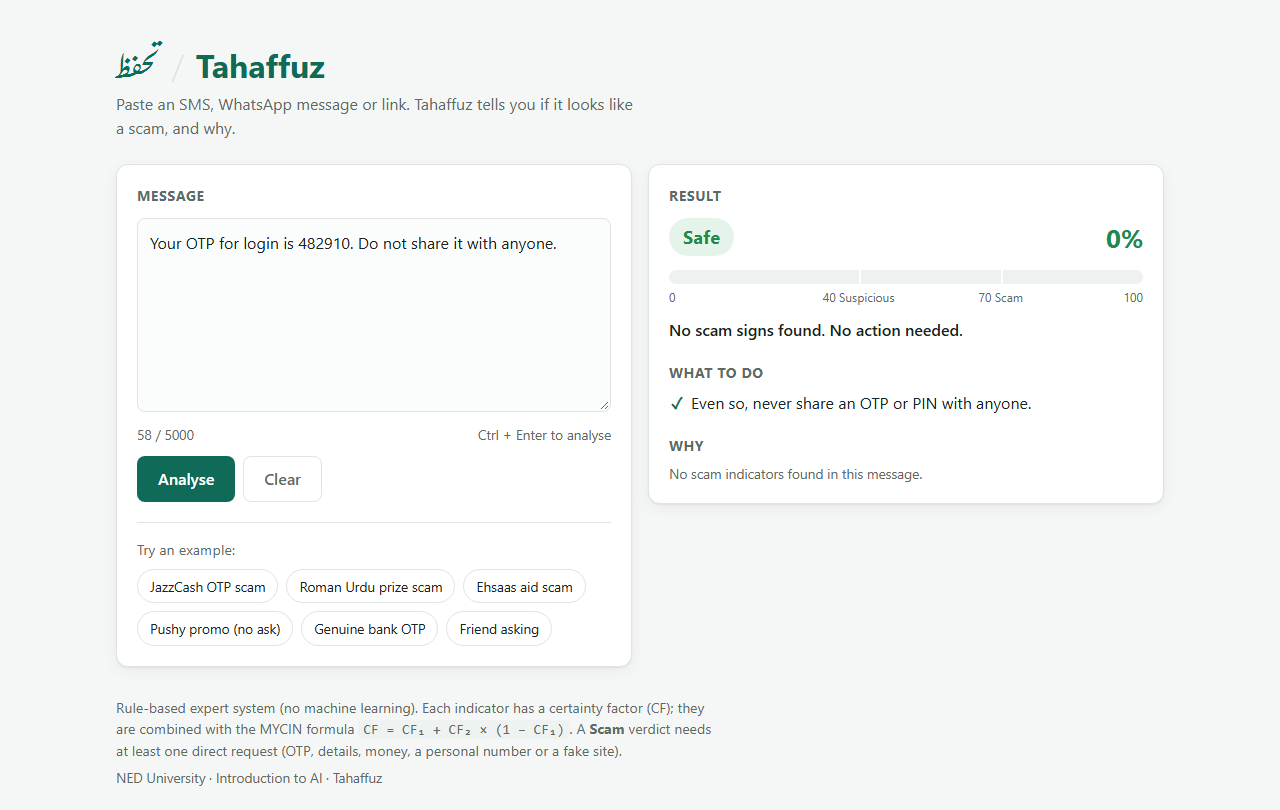 تحفّظ / Tahaffuz
Paste an SMS, WhatsApp message or link. Tahaffuz tells you if it looks like
a scam, and why.
MESSAGE
Your OTP for login is 482910. Do not share it with anyone.
58 / 5000
Ctrl + Enter to analyse
Analyse
Clear
Try an example:
JazzCash OTP scam
Roman Urdu prize scam
Ehsaas aid scam
Pushy promo (no ask)
Genuine bank OTP
Friend asking
RESULT
Safe
0%
0
40 Suspicious
70 Scam
100
No scam signs found. No action needed.
WHAT TO DO
✓ Even so, never share an OTP or PIN with anyone.
WHY
No scam indicators found in this message.
Rule-based expert system (no machine learning). Each indicator has a certainty factor (CF); they
are combined with the MYCIN formula CF = CF₁ + CF₂ × (1 − CF₁) . A Scam verdict needs
at least one direct request (OTP, details, money, a personal number or a fake site).
NED University · Introduction to AI · Tahaffuz